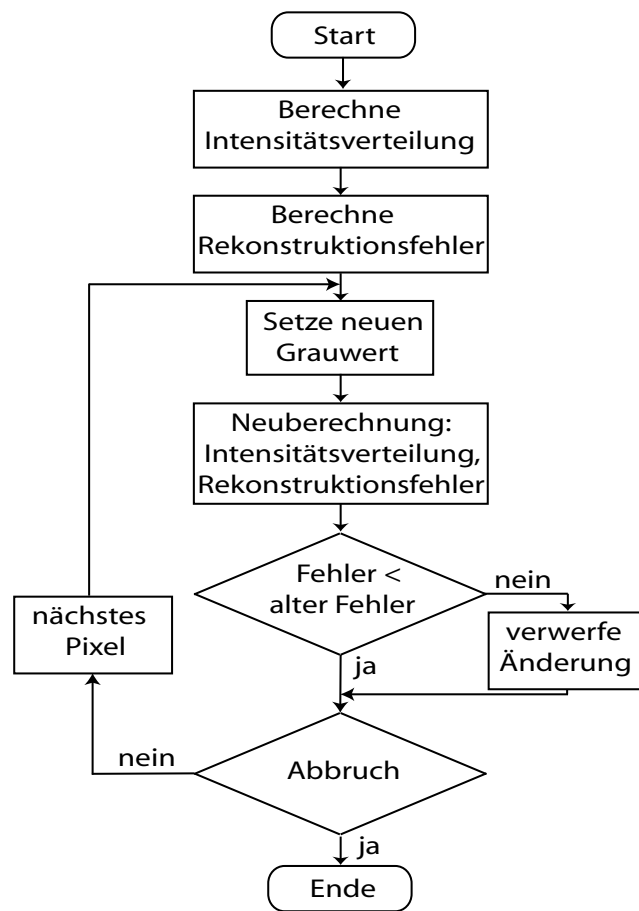 Start
Berechne
Intensitätsverteilung
Berechne
Rekonstruktionsfehler
Setze neuen
Grauwert
Neuberechnung:
Intensitätsverteilung,
Rekonstruktionsfehler
Fehler <
alter Fehler
nein
verwerfe
Änderung
ja
nächstes
Pixel
Abbruch
nein
ja
Ende